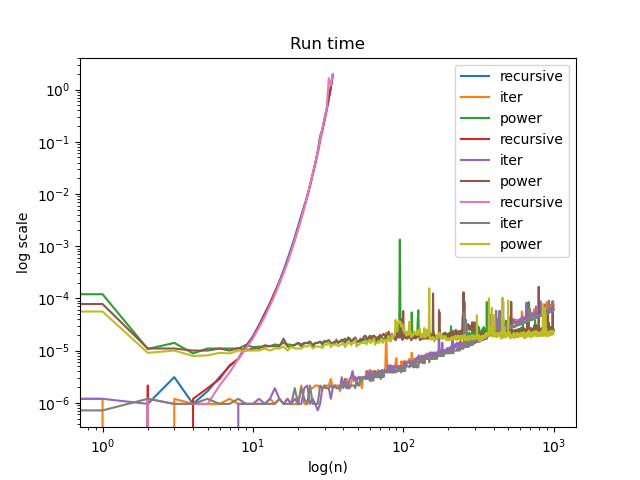 Run time
log scale
10⁰
10⁻¹
10⁻²
10⁻³
10⁻⁴
10⁻⁵
10⁻⁶
recursive
iter
power
recursive
iter
power
recursive
iter
power
10⁰
10¹
10²
10³
log(n)